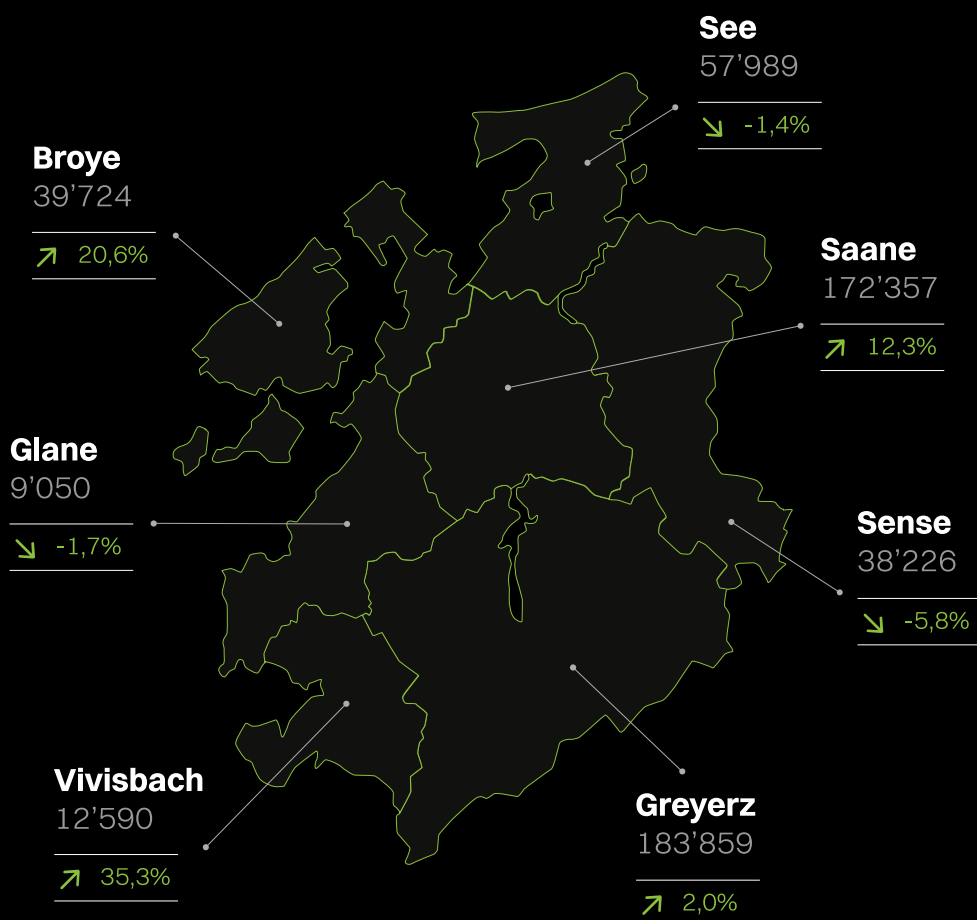 See
57’989
-1,4%
Broye
39’724
20,6%
Saane
172’357
12,3%
Glane
9’050
-1,7%
Sense
38’226
-5,8%
Vivisbach
12’590
35,3%
Greyerz
183’859
2,0%